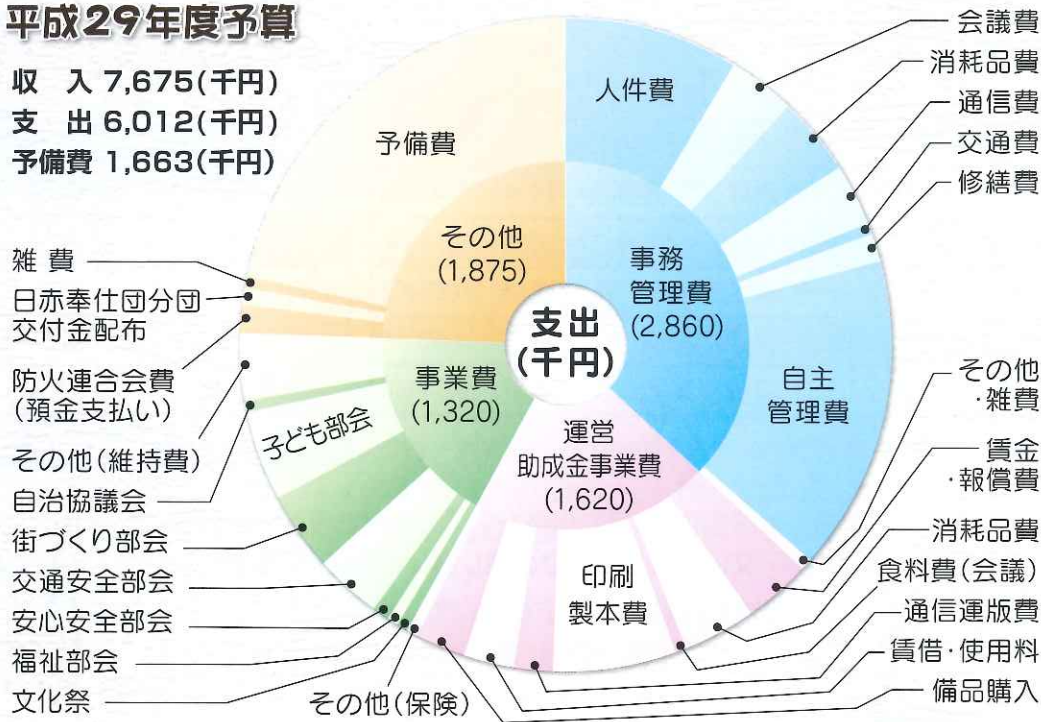 平成29年度予算
収 入 7,675(千円)
支 出 6,012(千円)
予備費 1,663(千円)
支出
(千円)
事務
管理費
(2,860)
人件費
会議費
消耗品費
通信費
交通費
修繕費
自主
管理費
運営
助成金事業費
(1,620)
その他
・雑費
賃金
・報償費
消耗品費
食料費(会議)
印刷
製本費
通信運版費
賃借・使用料
備品購入
事業費
(1,320)
その他(保険)
文化祭
福祉部会
安心安全部会
交通安全部会
街づくり部会
子ども部会
自治協議会
その他(維持費)
その他
(1,875)
防火連合会費
(預金支払い)
日赤奉仕団分団
交付金配布
雑 費
予備費